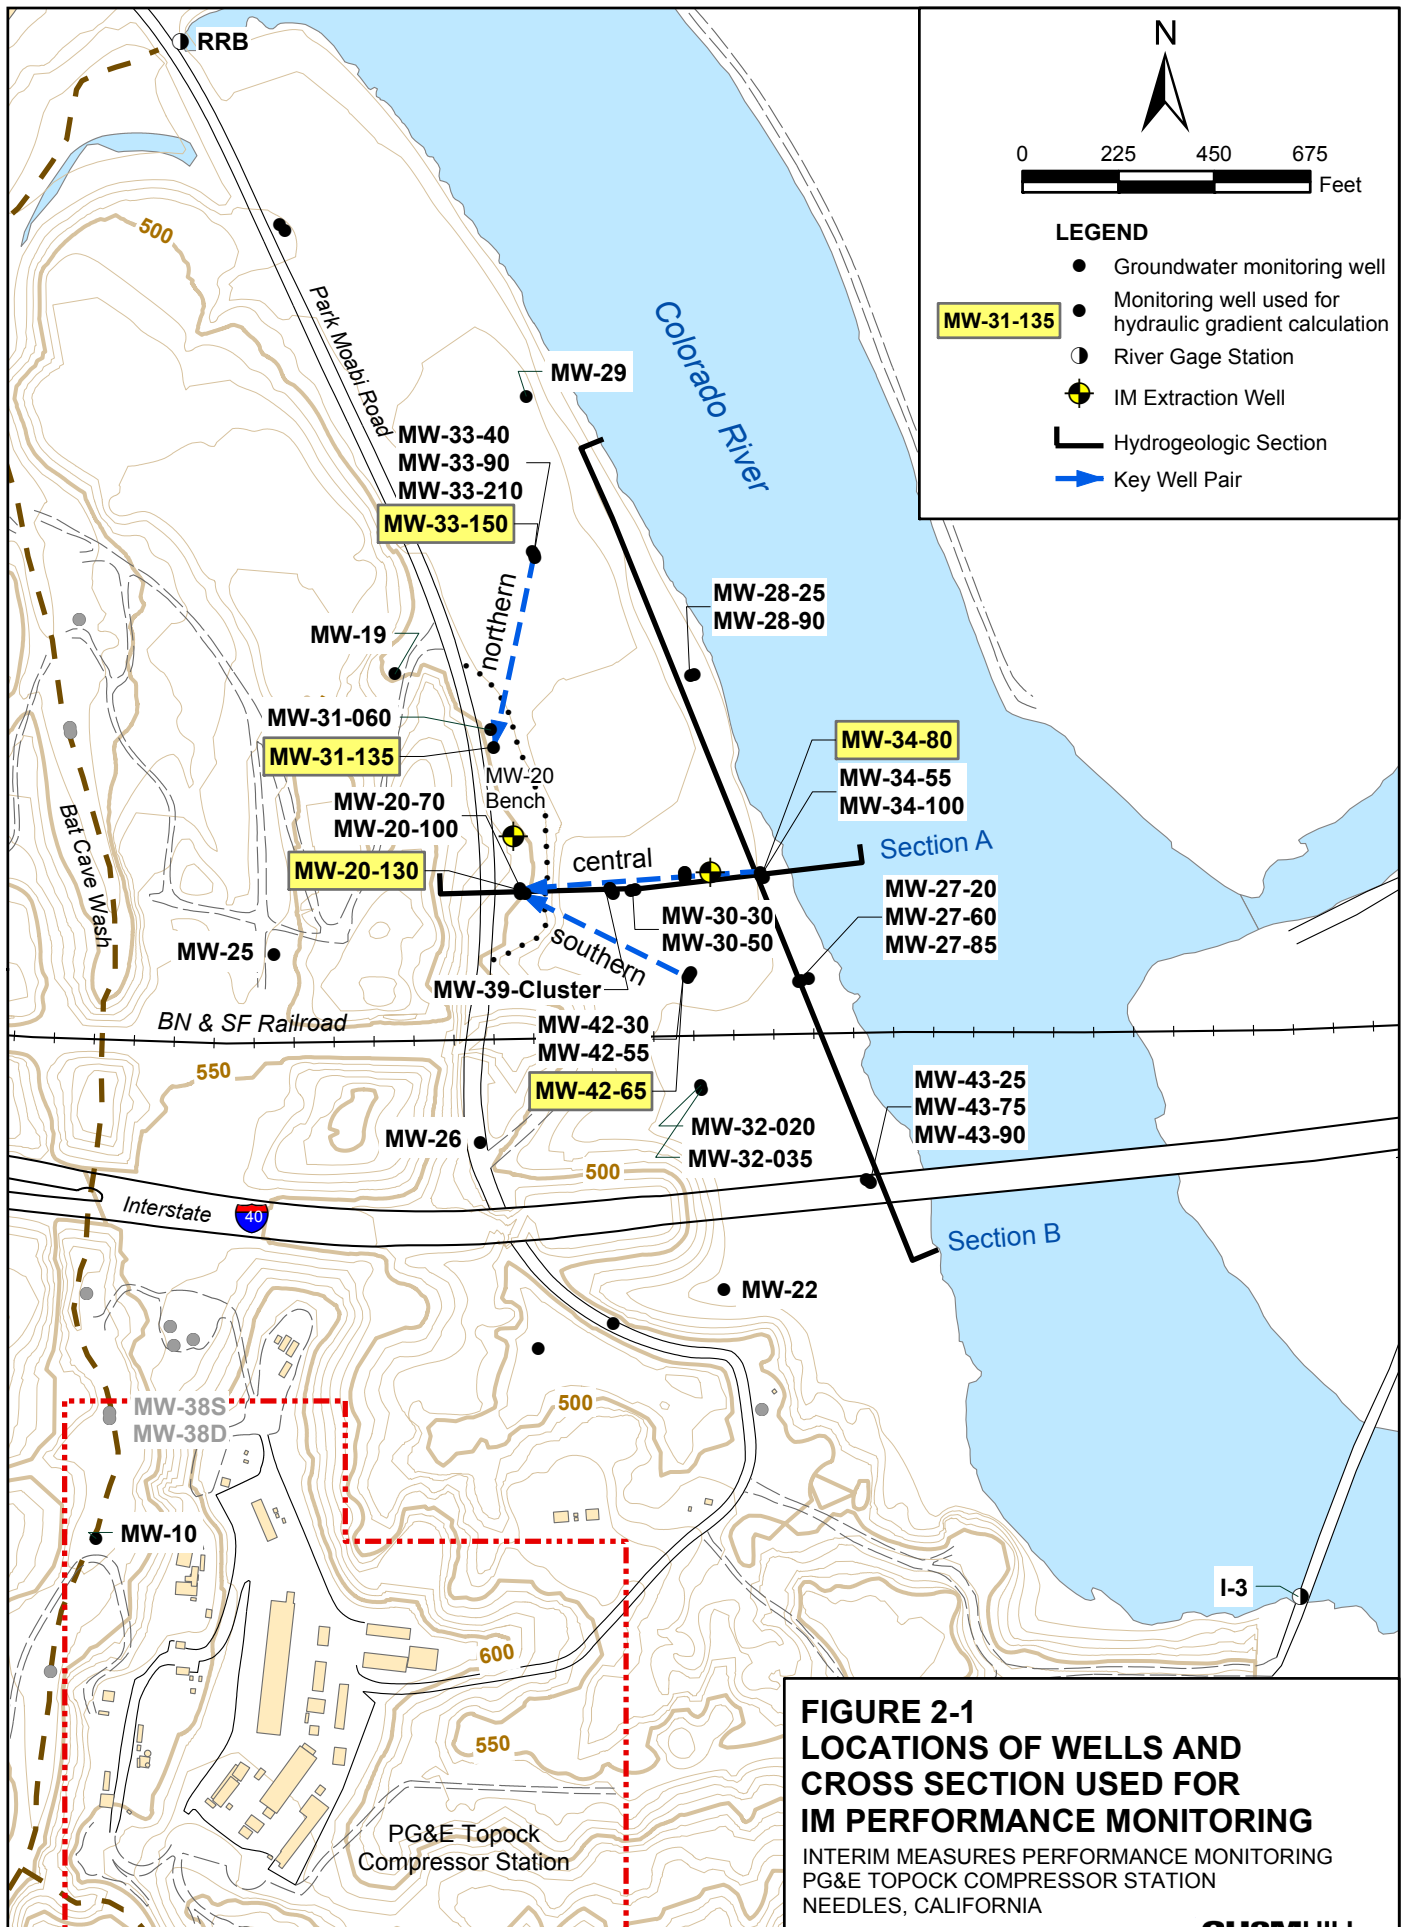 RRB
N
0 225 450 675
Feet
LEGEND
Groundwater monitoring well
MW-31-135
Monitoring well used for
hydraulic gradient calculation
River Gage Station
IM Extraction Well
Hydrogeologic Section
Key Well Pair
500
Park Moabi Road
Colorado River
MW-29
MW-33-40
MW-33-90
MW-33-210
MW-33-150
northern
MW-28-25
MW-28-90
MW-19
MW-31-060
MW-31-135
MW-34-80
MW-34-55
MW-34-100
MW-20
Bench
MW-20-70
MW-20-100
MW-20-130
central
Section A
Bat Cave Wash
MW-27-20
MW-27-60
MW-27-85
MW-30-30
MW-30-50
southern
MW-25
MW-39-Cluster
BN & SF Railroad
MW-42-30
MW-42-55
MW-42-65
550
MW-43-25
MW-43-75
MW-43-90
MW-26
MW-32-020
MW-32-035
500
Interstate
40
Section B
MW-22
MW-38S
MW-38D
500
MW-10
I-3
600
550
PG&E Topock
Compressor Station
FIGURE 2-1
LOCATIONS OF WELLS AND
CROSS SECTION USED FOR
IM PERFORMANCE MONITORING
INTERIM MEASURES PERFORMANCE MONITORING
PG&E TOPOCK COMPRESSOR STATION
NEEDLES, CALIFORNIA
CH2MHILL